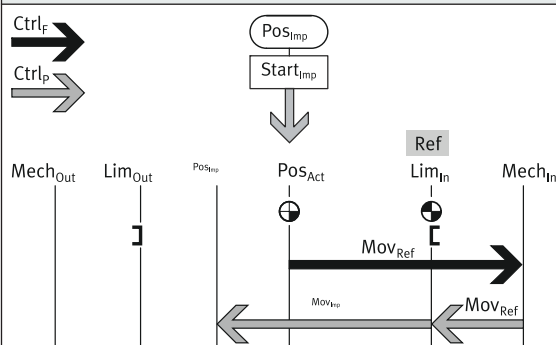 Ctrl_F
Pos_Imp
Ctrl_P
Start_Imp
Ref
Mech_Out Lim_Out Pos_Imp Pos_Act Lim_In Mech_In
Mov_Ref
Mov_Imp Mov_Ref